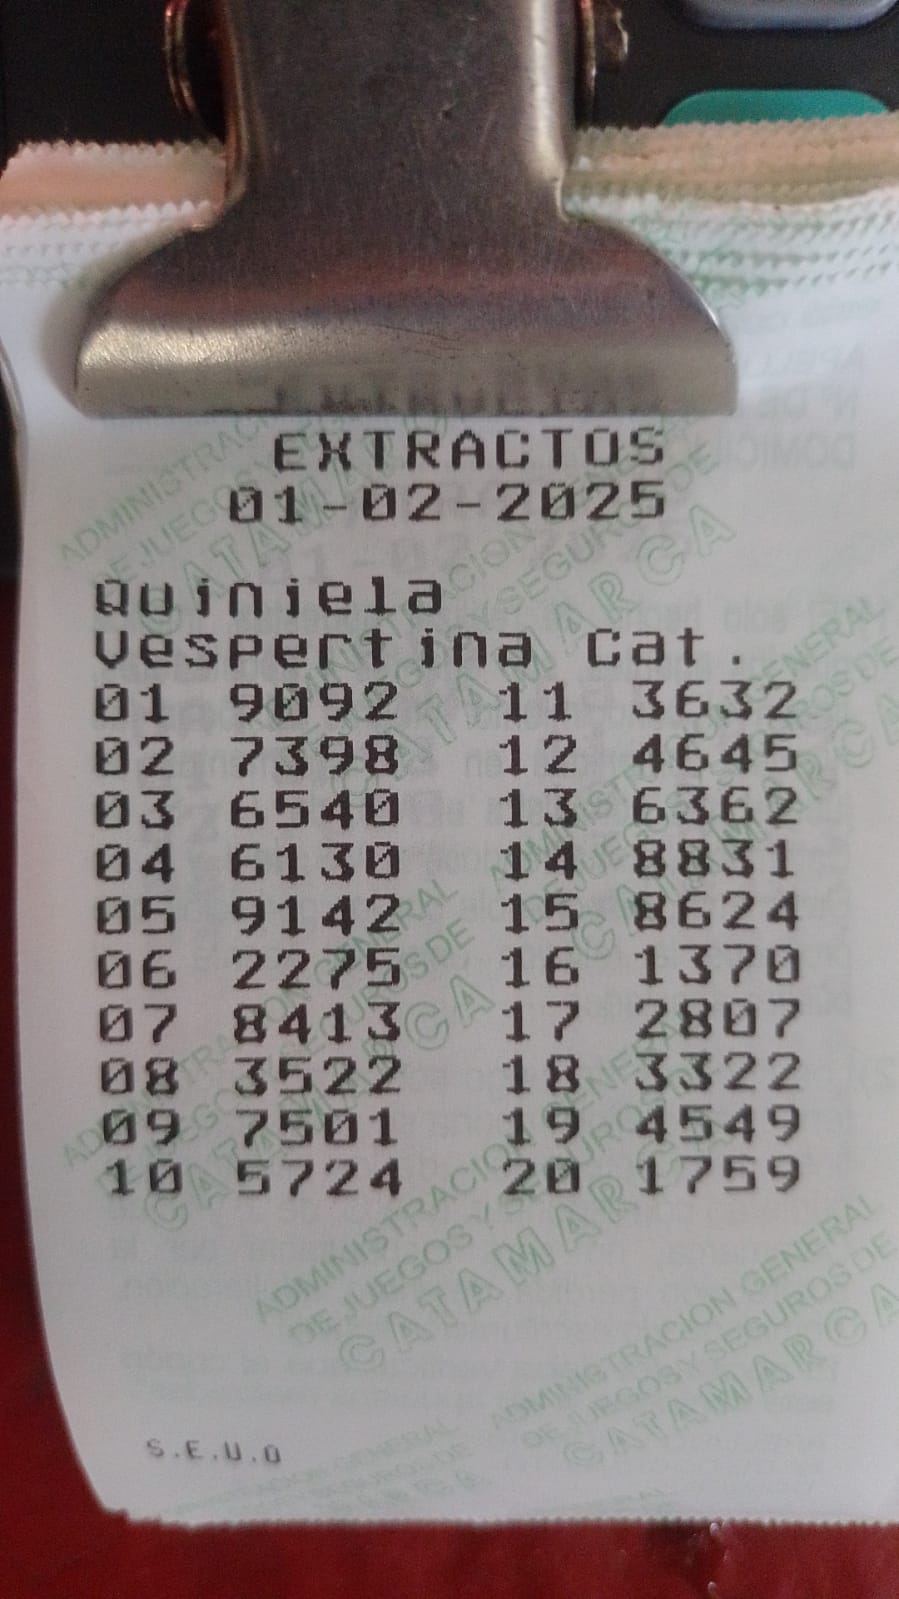 EXTRACTOS
01-02-2025
Quiniela
Vespertina Cat.
01 9092 11 3632
02 7398 12 4645
03 6540 13 6362
04 6130 14 8831
05 9142 15 8624
06 2275 16 1370
07 8413 17 2807
08 3522 18 3322
09 7501 19 4549
10 5724 20 1759
ADMINISTRACION GENERAL
DE JUEGOS Y SEGUROS DE
CATAMARCA
S.E.U.O